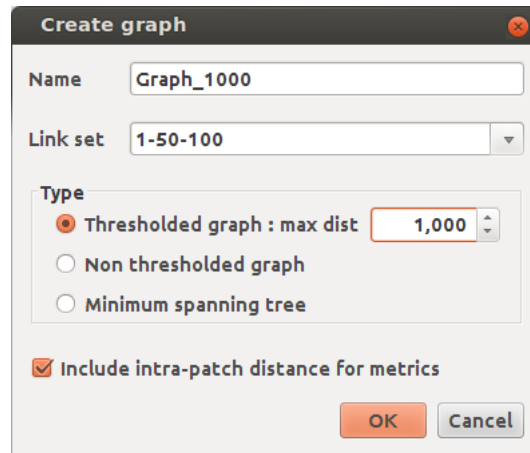 Create graph
Name Graph_1000
Link set 1-50-100
Type
Thresholded graph : max dist 1,000
Non thresholded graph
Minimum spanning tree
Include intra-patch distance for metrics
OK Cancel